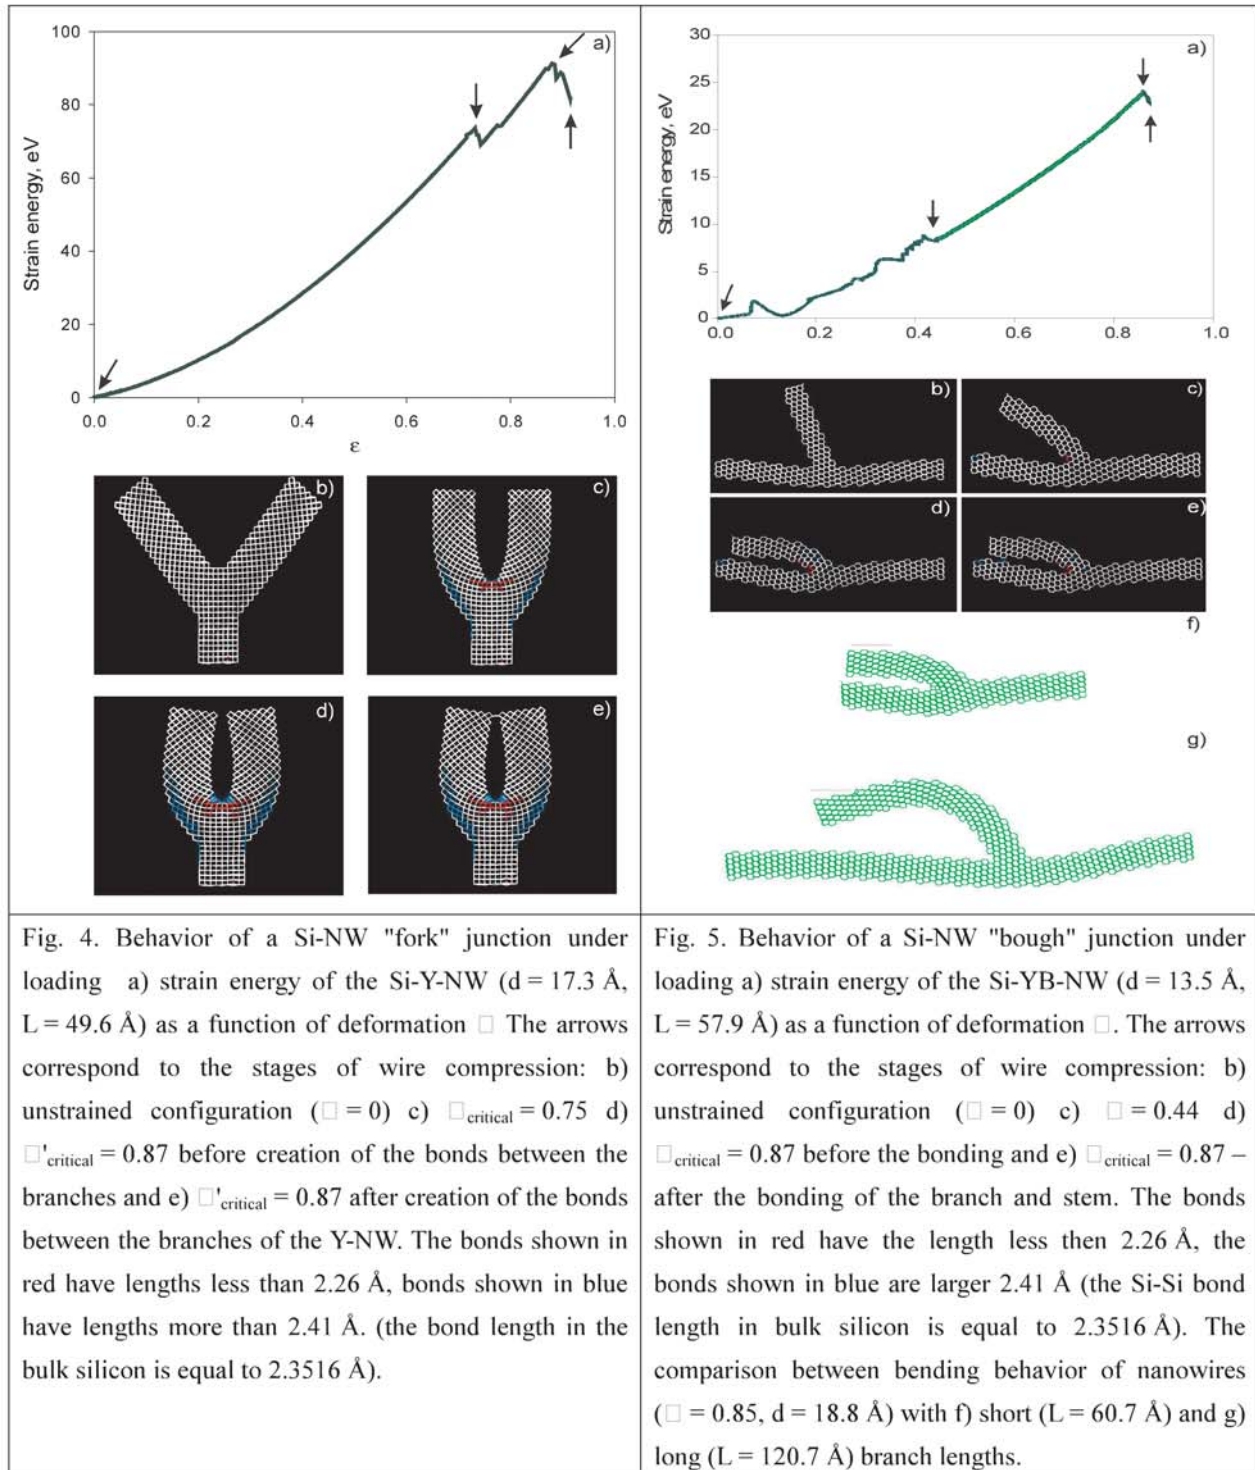 a)
100
80
60
40
20
0
Strain energy, eV
0.0 0.2 0.4 0.6 0.8 1.0
ε
b)
c)
d)
e)
Fig. 4. Behavior of a Si-NW "fork" junction under
loading a) strain energy of the Si-Y-NW (d = 17.3 Å,
L = 49.6 Å) as a function of deformation □ The arrows
correspond to the stages of wire compression: b)
unstrained configuration (□ = 0) c) □critical = 0.75 d)
□'critical = 0.87 before creation of the bonds between the
branches and e) □'critical = 0.87 after creation of the bonds
between the branches of the Y-NW. The bonds shown in
red have lengths less than 2.26 Å, bonds shown in blue
have lengths more than 2.41 Å. (the bond length in the
bulk silicon is equal to 2.3516 Å).
a)
30
25
20
15
10
5
0
Strain energy, eV
0.0 0.2 0.4 0.6 0.8 1.0
b)
c)
d)
e)
f)
g)
Fig. 5. Behavior of a Si-NW "bough" junction under
loading a) strain energy of the Si-YB-NW (d = 13.5 Å,
L = 57.9 Å) as a function of deformation □. The arrows
correspond to the stages of wire compression: b)
unstrained configuration (□ = 0) c) □ = 0.44 d)
□critical = 0.87 before the bonding and e) □critical = 0.87 –
after the bonding of the branch and stem. The bonds
shown in red have the length less then 2.26 Å, the
bonds shown in blue are larger 2.41 Å (the Si-Si bond
length in bulk silicon is equal to 2.3516 Å). The
comparison between bending behavior of nanowires
(□ = 0.85, d = 18.8 Å) with f) short (L = 60.7 Å) and g)
long (L = 120.7 Å) branch lengths.